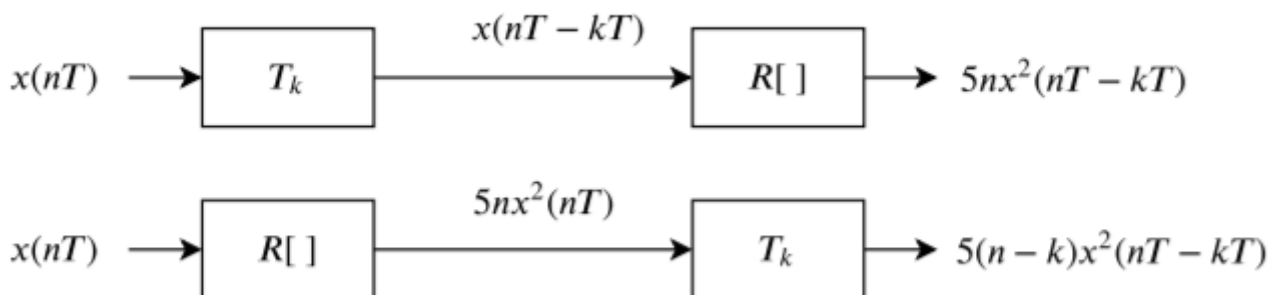 x(nT) T_k x(nT − kT) R[ ] 5nx²(nT − kT)
x(nT) R[ ] 5nx²(nT) T_k 5(n − k)x²(nT − kT)